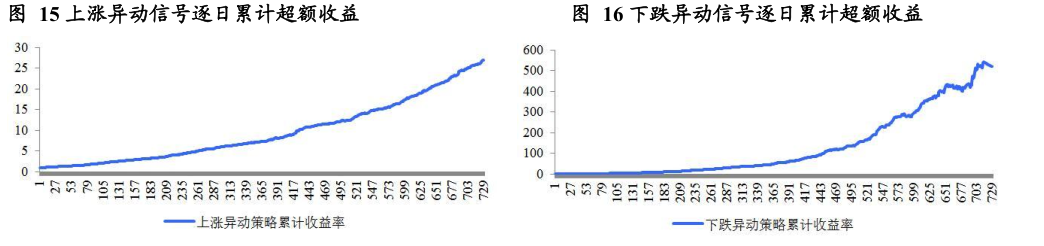 图 15 上涨异动信号逐日累计超额收益
30
25
20
15
10
5
0
1 27 53 79 105 131 157 183 209 235 261 287 313 339 365 391 417 443 469 495 521 547 573 599 625 651 677 703 729
上涨异动策略累计收益率
图 16 下跌异动信号逐日累计超额收益
600
500
400
300
200
100
0
1 27 53 79 105 131 157 183 209 235 261 287 313 339 365 391 417 443 469 495 521 547 573 599 625 651 677 703 729
下跌异动策略累计收益率